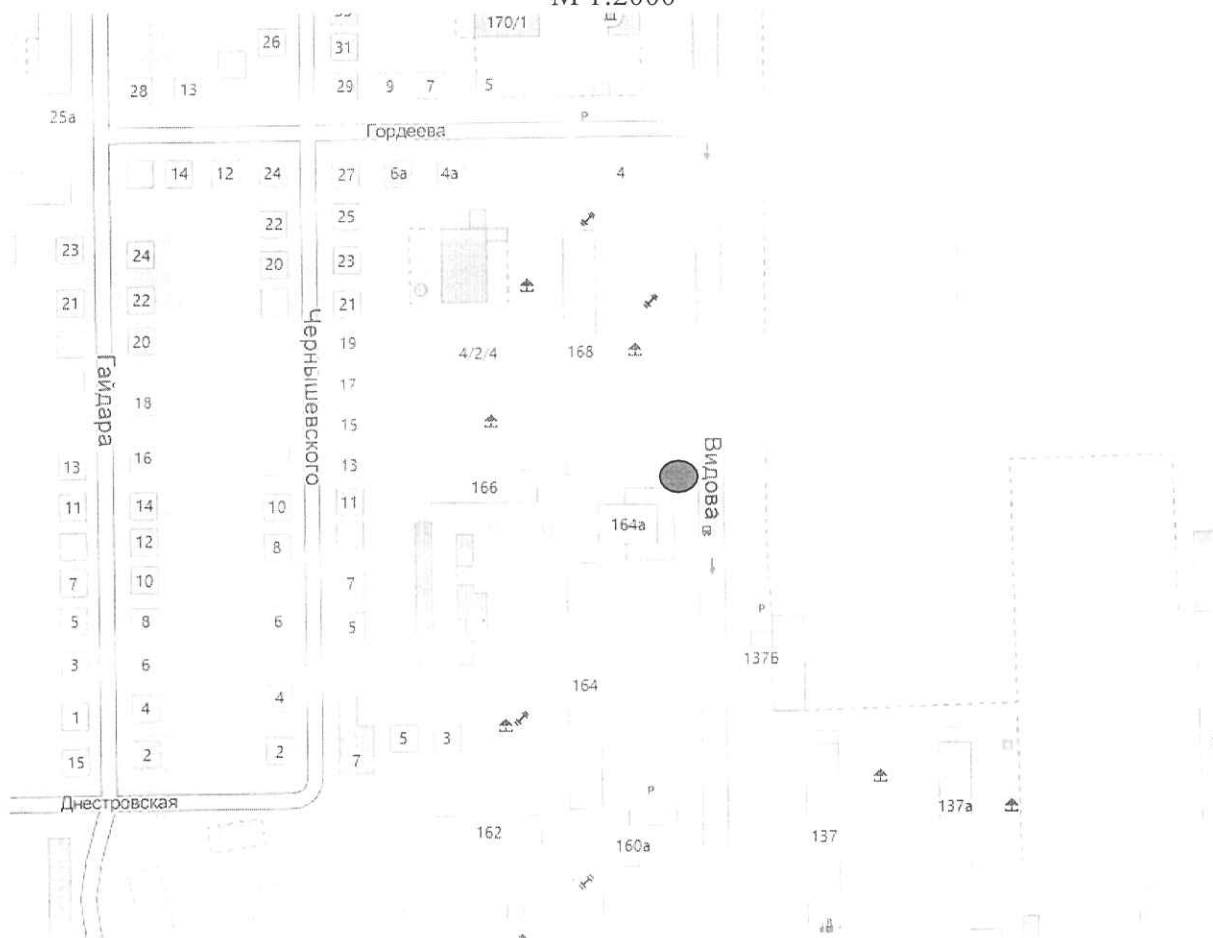 М 1:2000
170/1
26
31
28 13 29 9 7 5
25а
Р
Гордеева
14 12 24 27 6а 4а 4
22 25
23 24 20 23
21 22 21
20 19 4/2/4 168
17
Гайдара
Чернышевского
18 15
13 16 13
166
Видова
11 14 10 11
164а
12 8
7 10 7
5 8 6 5
Р
3 6
137Б
164
1 4 4
5 3
15 2 2 7
Р
Днестровская
137а
162 160а 137